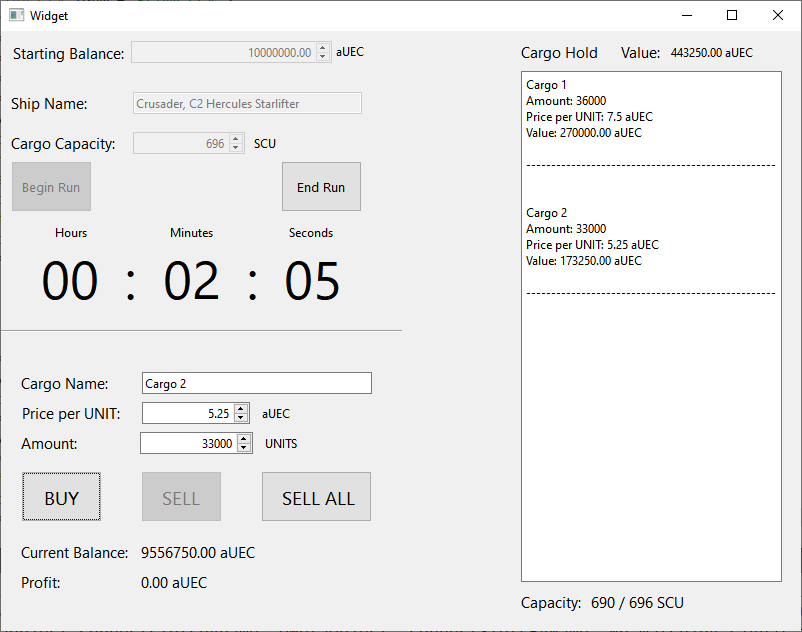 Widget
Starting Balance: 10000000.00 aUEC
Ship Name: Crusader, C2 Hercules Starlifter
Cargo Capacity: 696 SCU
Begin Run End Run
Hours Minutes Seconds
00 : 02 : 05
Cargo Name: Cargo 2
Price per UNIT: 5.25 aUEC
Amount: 33000 UNITS
BUY SELL SELL ALL
Current Balance: 9556750.00 aUEC
Profit: 0.00 aUEC
Cargo Hold Value: 443250.00 aUEC
Cargo 1
Amount: 36000
Price per UNIT: 7.5 aUEC
Value: 270000.00 aUEC
--------------------------------------------------------------
Cargo 2
Amount: 33000
Price per UNIT: 5.25 aUEC
Value: 173250.00 aUEC
--------------------------------------------------------------
Capacity: 690 / 696 SCU